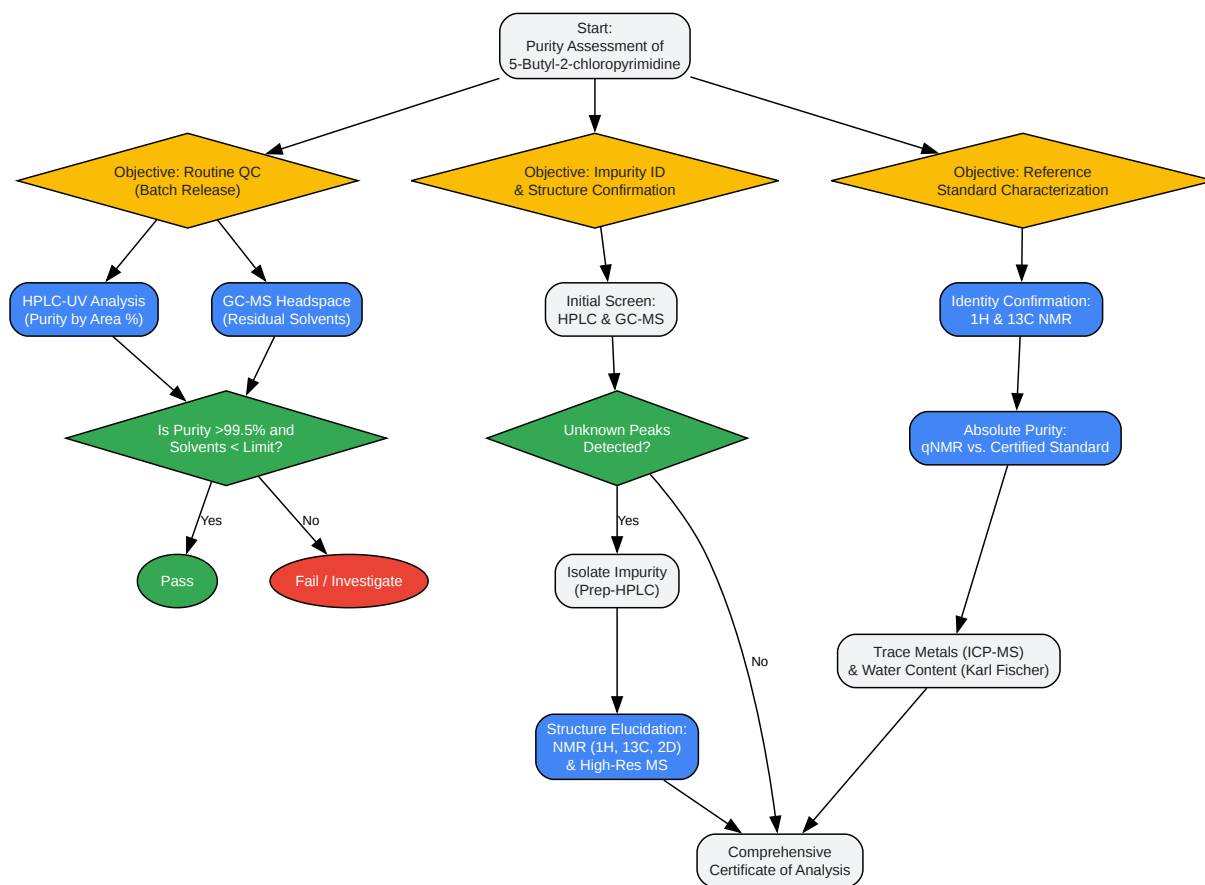 Start:
Purity Assessment of
5-Butyl-2-chloropyrimidine
Objective: Routine QC
(Batch Release)
Objective: Impurity ID
& Structure Confirmation
Objective: Reference
Standard Characterization
HPLC-UV Analysis
(Purity by Area %)
GC-MS Headspace
(Residual Solvents)
Initial Screen:
HPLC & GC-MS
Identity Confirmation:
1H & 13C NMR
Is Purity >99.5% and
Solvents < Limit?
Unknown Peaks
Detected?
Absolute Purity:
qNMR vs. Certified Standard
Yes
No
Yes
Pass
Fail / Investigate
Isolate Impurity
(Prep-HPLC)
No
Trace Metals (ICP-MS)
& Water Content (Karl Fischer)
Structure Elucidation:
NMR (1H, 13C, 2D)
& High-Res MS
Comprehensive
Certificate of Analysis